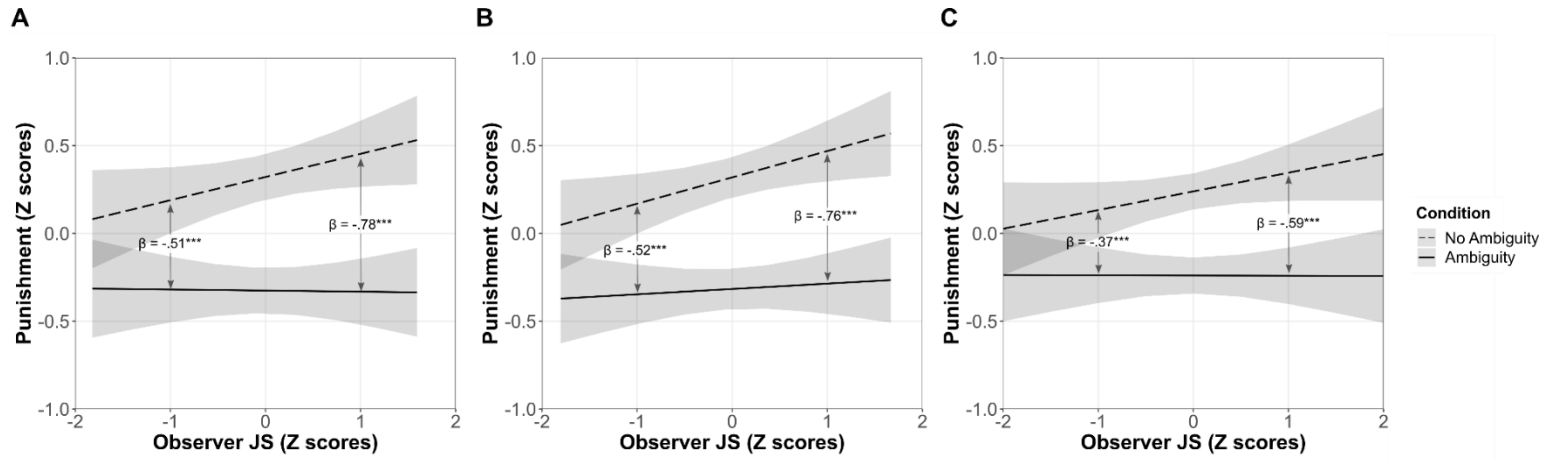 A
B
C
Punishment (Z scores)
1.0
0.5
0.0
-0.5
-1.0
β = -.51***
β = -.78***
-2
-1
0
1
2
Observer JS (Z scores)
Punishment (Z scores)
1.0
0.5
0.0
-0.5
-1.0
β = -.52***
β = -.76***
-2
-1
0
1
2
Observer JS (Z scores)
Punishment (Z scores)
1.0
0.5
0.0
-0.5
-1.0
β = -.37***
β = -.59***
-2
-1
0
1
2
Observer JS (Z scores)
Condition
No Ambiguity
Ambiguity